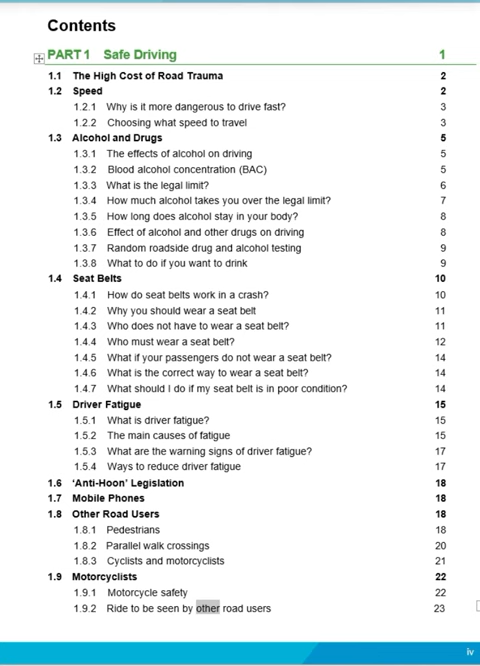 Contents
PART 1 Safe Driving 1
1.1 The High Cost of Road Trauma 2
1.2 Speed 2
1.2.1 Why is it more dangerous to drive fast? 3
1.2.2 Choosing what speed to travel 3
1.3 Alcohol and Drugs 5
1.3.1 The effects of alcohol on driving 5
1.3.2 Blood alcohol concentration (BAC) 5
1.3.3 What is the legal limit? 6
1.3.4 How much alcohol takes you over the legal limit? 7
1.3.5 How long does alcohol stay in your body? 8
1.3.6 Effect of alcohol and other drugs on driving 8
1.3.7 Random roadside drug and alcohol testing 9
1.3.8 What to do if you want to drink 9
1.4 Seat Belts 10
1.4.1 How do seat belts work in a crash? 10
1.4.2 Why you should wear a seat belt 11
1.4.3 Who does not have to wear a seat belt? 11
1.4.4 Who must wear a seat belt? 12
1.4.5 What if your passengers do not wear a seat belt? 14
1.4.6 What is the correct way to wear a seat belt? 14
1.4.7 What should I do if my seat belt is in poor condition? 14
1.5 Driver Fatigue 15
1.5.1 What is driver fatigue? 15
1.5.2 The main causes of fatigue 15
1.5.3 What are the warning signs of driver fatigue? 17
1.5.4 Ways to reduce driver fatigue 17
1.6 ‘Anti-Hoon’ Legislation 18
1.7 Mobile Phones 18
1.8 Other Road Users 18
1.8.1 Pedestrians 18
1.8.2 Parallel walk crossings 20
1.8.3 Cyclists and motorcyclists 21
1.9 Motorcyclists 22
1.9.1 Motorcycle safety 22
1.9.2 Ride to be seen by other road users 23
iv